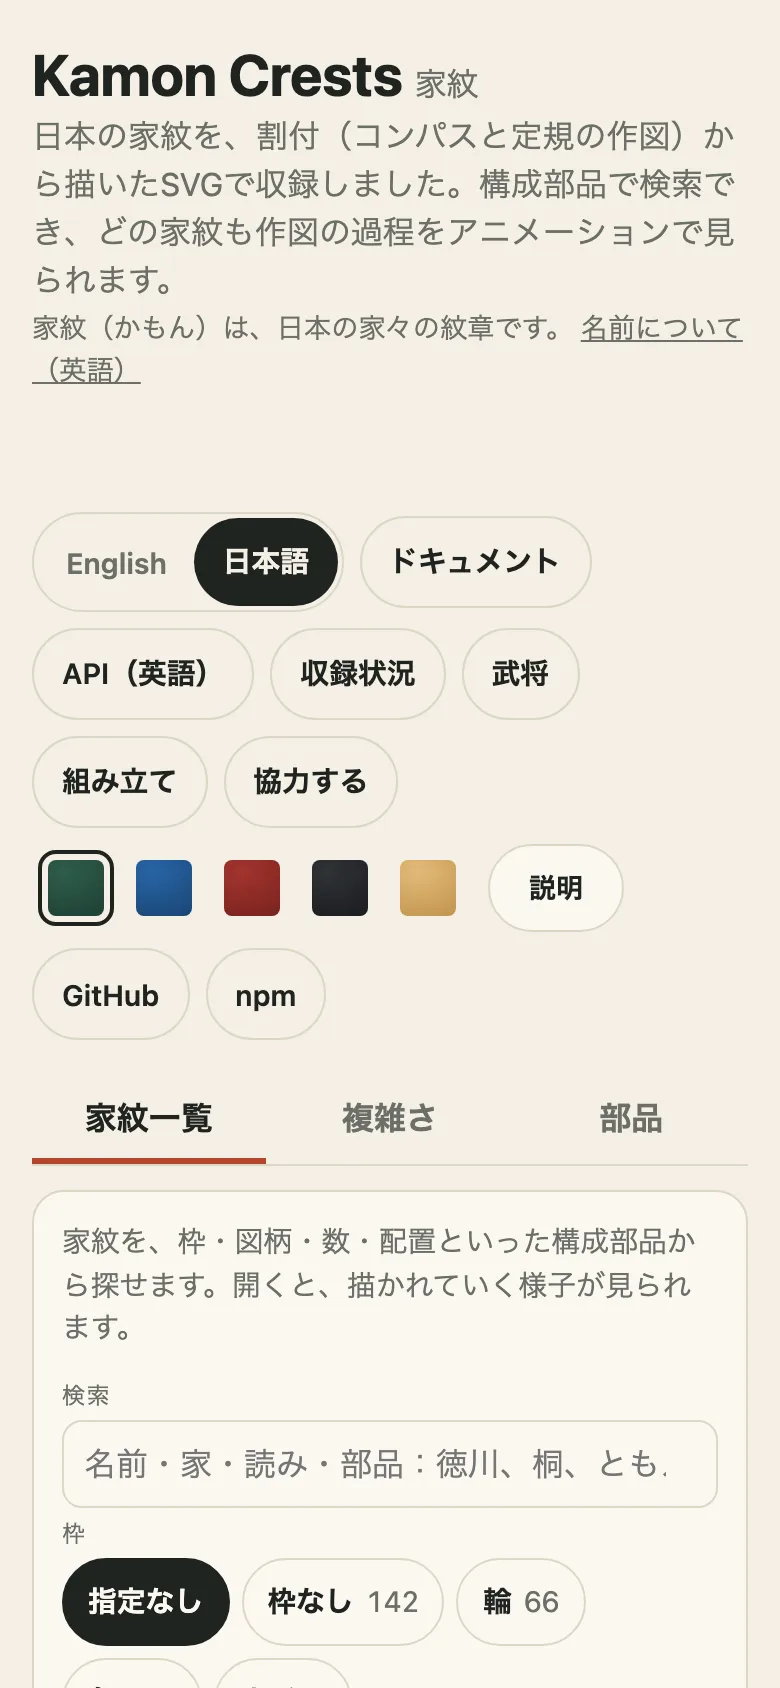 Kamon Crests 家紋
日本の家紋を、割付（コンパスと定規の作図）か
ら描いたSVGで収録しました。構成部品で検索で
き、どの家紋も作図の過程をアニメーションで見
られます。
家紋（かもん）は、日本の家々の紋章です。 名前について
（英語）
English 日本語 ドキュメント
API（英語） 収録状況 武将
組み立て 協力する
説明
GitHub npm
家紋一覧 複雑さ 部品
家紋を、枠・図柄・数・配置といった構成部品か
ら探せます。開くと、描かれていく様子が見られ
ます。
検索
名前・家・読み・部品：徳川、桐、とも
枠
指定なし 枠なし 142 輪 66